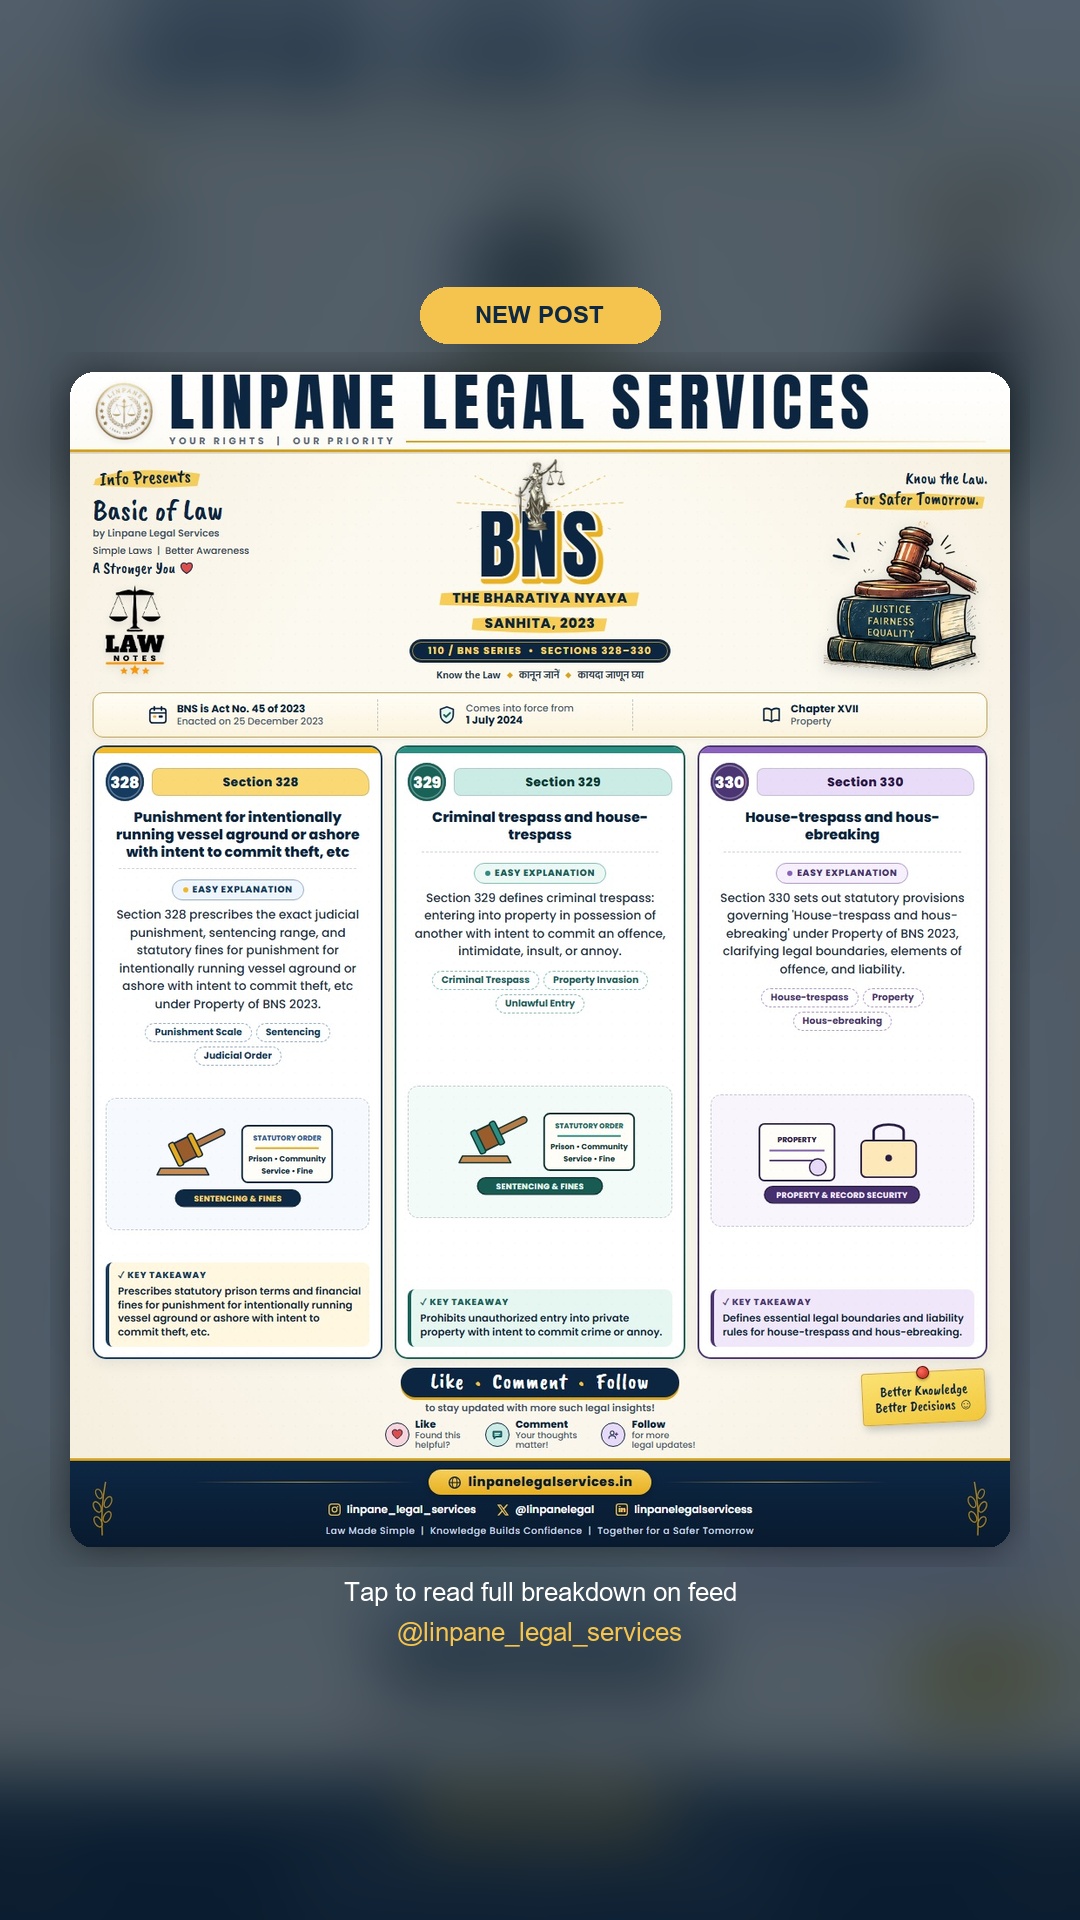 NEW POST
LINPANE LEGAL SERVICES
YOUR RIGHTS | OUR PRIORITY
Info Presents
Basic of Law
by Linpane Legal Services
Simple Laws | Better Awareness
A Stronger You
LAW
NOTES
BNS
THE BHARATIYA NYAYA
SANHITA, 2023
110 / BNS SERIES • SECTIONS 328–330
Know the Law ◆ कानून जानें ◆ कायदा जाणून घ्या
Know the Law.
For Safer Tomorrow.
JUSTICE
FAIRNESS
EQUALITY
BNS is Act No. 45 of 2023
Enacted on 25 December 2023
Comes into force from
1 July 2024
Chapter XVII
Property
328
Section 328
Punishment for intentionally
running vessel aground or ashore
with intent to commit theft, etc
EASY EXPLANATION
Section 328 prescribes the exact judicial
punishment, sentencing range, and
statutory fines for punishment for
intentionally running vessel aground or
ashore with intent to commit theft, etc
under Property of BNS 2023.
Punishment Scale
Sentencing
Judicial Order
STATUTORY ORDER
Prison • Community
Service • Fine
SENTENCING & FINES
✓ KEY TAKEAWAY
Prescribes statutory prison terms and financial
fines for punishment for intentionally running
vessel aground or ashore with intent to
commit theft, etc.
329
Section 329
Criminal trespass and house-
trespass
EASY EXPLANATION
Section 329 defines criminal trespass:
entering into property in possession of
another with intent to commit an offence,
intimidate, insult, or annoy.
Criminal Trespass
Property Invasion
Unlawful Entry
STATUTORY ORDER
Prison • Community
Service • Fine
SENTENCING & FINES
✓ KEY TAKEAWAY
Prohibits unauthorized entry into private
property with intent to commit crime or annoy.
330
Section 330
House-trespass and hous-
ebreaking
EASY EXPLANATION
Section 330 sets out statutory provisions
governing 'House-trespass and hous-
ebreaking' under Property of BNS 2023,
clarifying legal boundaries, elements of
offence, and liability.
House-trespass
Property
Hous-ebreaking
PROPERTY
PROPERTY & RECORD SECURITY
✓ KEY TAKEAWAY
Defines essential legal boundaries and liability
rules for house-trespass and hous-ebreaking.
Like • Comment • Follow
to stay updated with more such legal insights!
Like
Found this
helpful?
Comment
Your thoughts
matter!
Follow
for more
legal updates!
Better Knowledge
Better Decisions ☺
linpanelegalservices.in
linpane_legal_services
@linpanelegal
linpanelegalservicess
Law Made Simple | Knowledge Builds Confidence | Together for a Safer Tomorrow
Tap to read full breakdown on feed
@linpane_legal_services